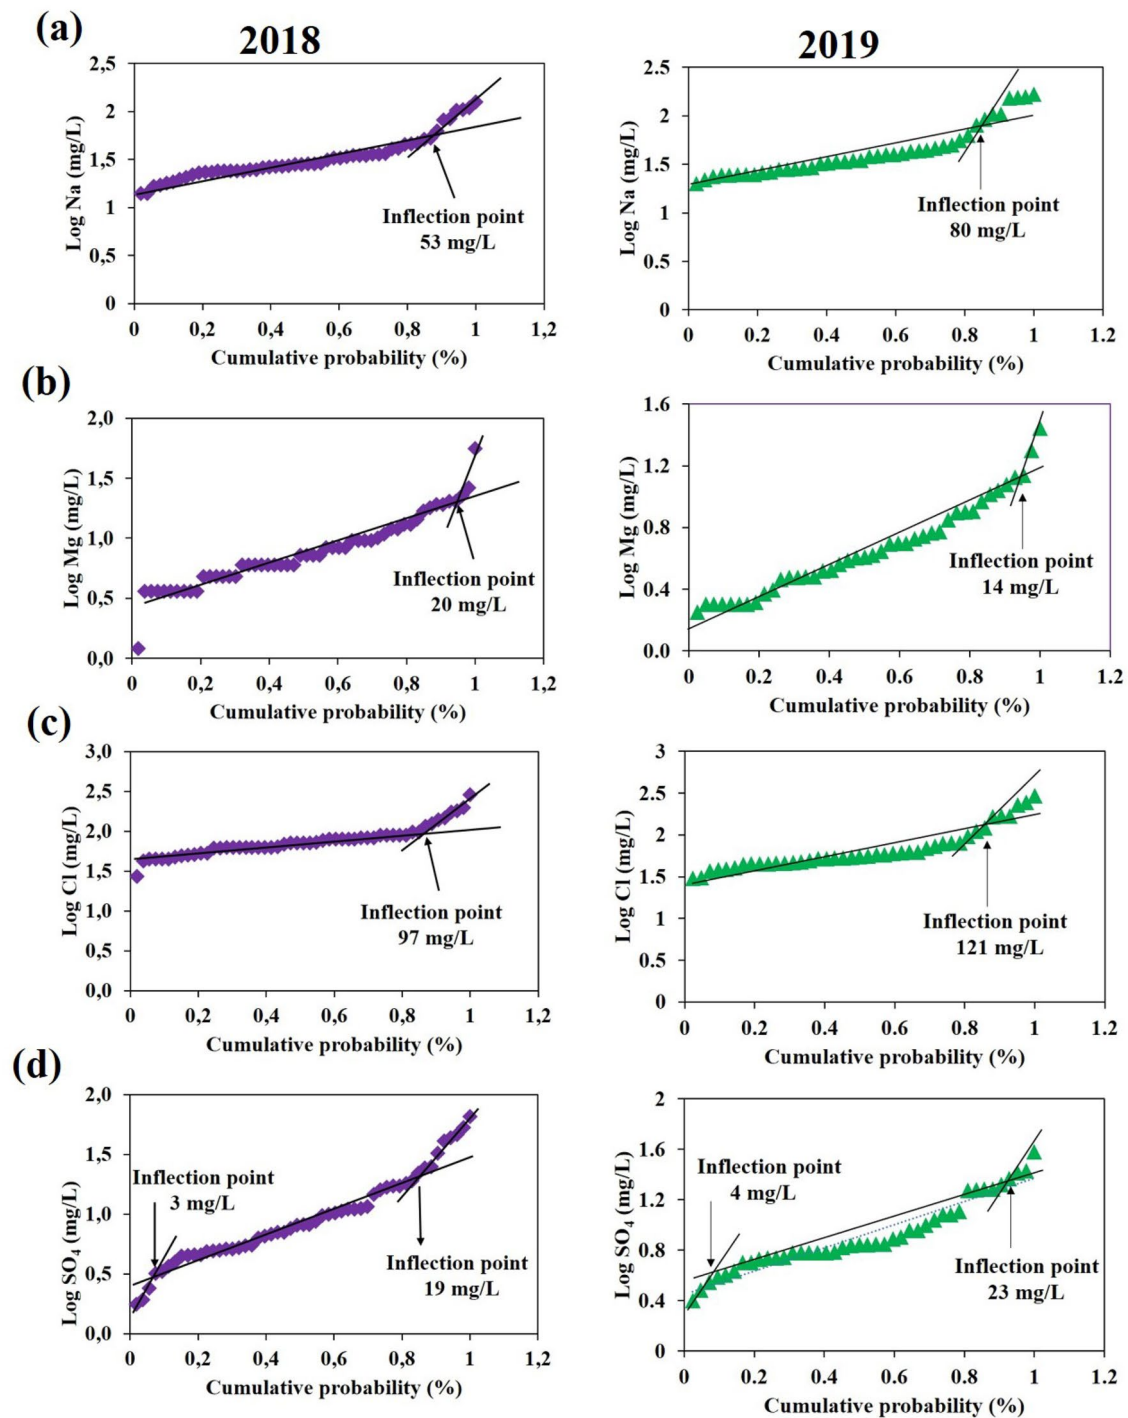 (a)
2018
2019
2,5
2
1,5
1
0,5
0
Log Na (mg/L)
Inflection point
53 mg/L
0 0,2 0,4 0,6 0,8 1 1,2
Cumulative probability (%)
2.5
2
1.5
1
0.5
0
Log Na (mg/L)
Inflection point
80 mg/L
0 0.2 0.4 0.6 0.8 1 1.2
Cumulative probability (%)
(b)
2,0
1,5
1,0
0,5
0,0
Log Mg (mg/L)
Inflection point
20 mg/L
0 0,2 0,4 0,6 0,8 1 1,2
Cumulative probability (%)
1.6
1.2
0.8
0.4
0.0
Log Mg (mg/L)
Inflection point
14 mg/L
0 0.2 0.4 0.6 0.8 1 1.2
Cumulative probability (%)
(c)
3,0
2,5
2,0
1,5
1,0
0,5
0,0
Log Cl (mg/L)
Inflection point
97 mg/L
0 0,2 0,4 0,6 0,8 1 1,2
Cumulative probability (%)
3
2.5
2
1.5
1
0.5
0
Log Cl (mg/L)
Inflection point
121 mg/L
0 0.2 0.4 0.6 0.8 1 1.2
Cumulative probability (%)
(d)
2,0
1,5
1,0
0,5
0,0
Log SO₄ (mg/L)
Inflection point
3 mg/L
Inflection point
19 mg/L
0 0,2 0,4 0,6 0,8 1 1,2
Cumulative probability (%)
2
1.6
1.2
0.8
0.4
0
Log SO₄ (mg/L)
Inflection point
4 mg/L
Inflection point
23 mg/L
0 0.2 0.4 0.6 0.8 1 1.2
Cumulative probability (%)